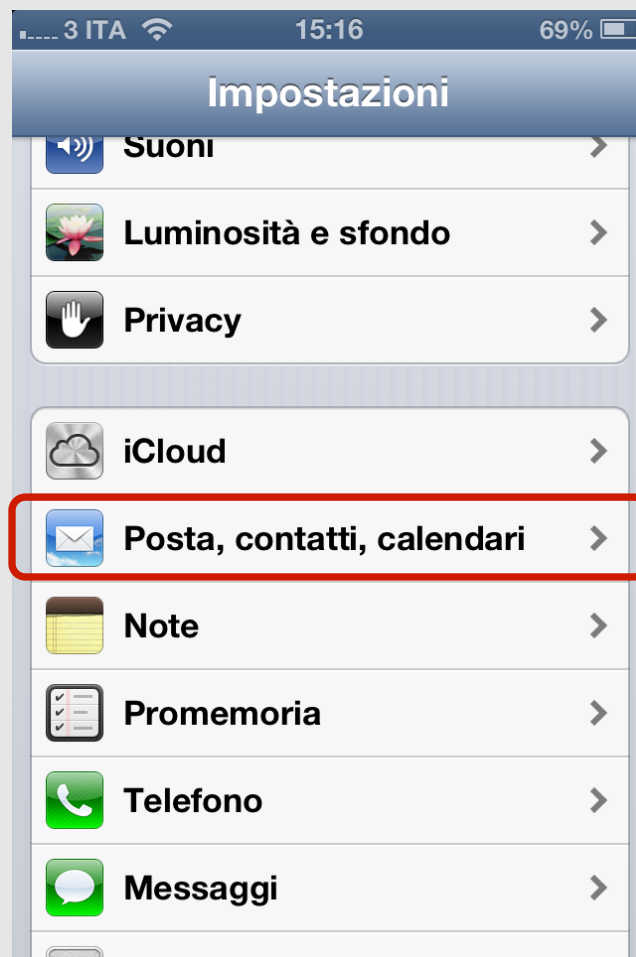 3 ITA 15:16 69%
Impostazioni
Suoni
Luminosità e sfondo
Privacy
iCloud
Posta, contatti, calendari
Note
Promemoria
Telefono
Messaggi